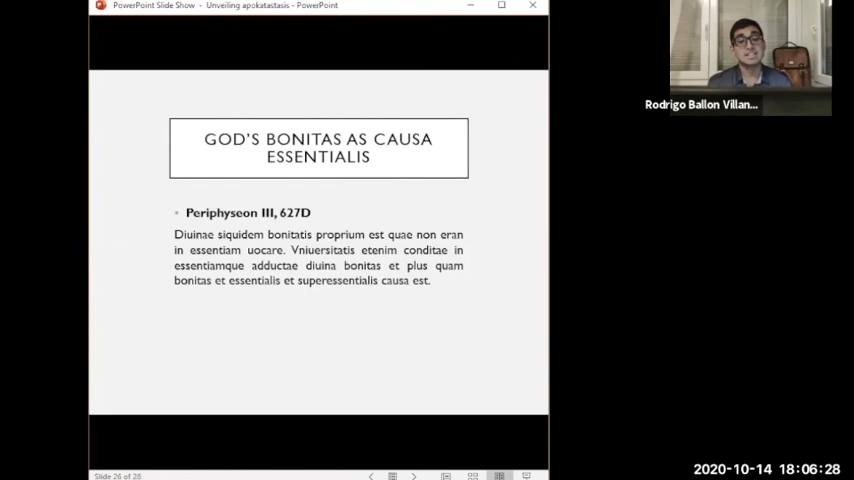 PowerPoint Slide Show - Unveiling apokatastasis - PowerPoint
Rodrigo Ballon Villan...
GOD'S BONITAS AS CAUSA
ESSENTIALIS
Periphyseon III, 627D
Diuinae siquidem bonitatis proprium est quae non eran
in essentiam uocare. Vniuersitatis etenim conditae in
essentiamque adductae diuina bonitas et plus quam
bonitas et essentialis et superessentialis causa est.
Slide 26 of 28
2020-10-14 18:06:28